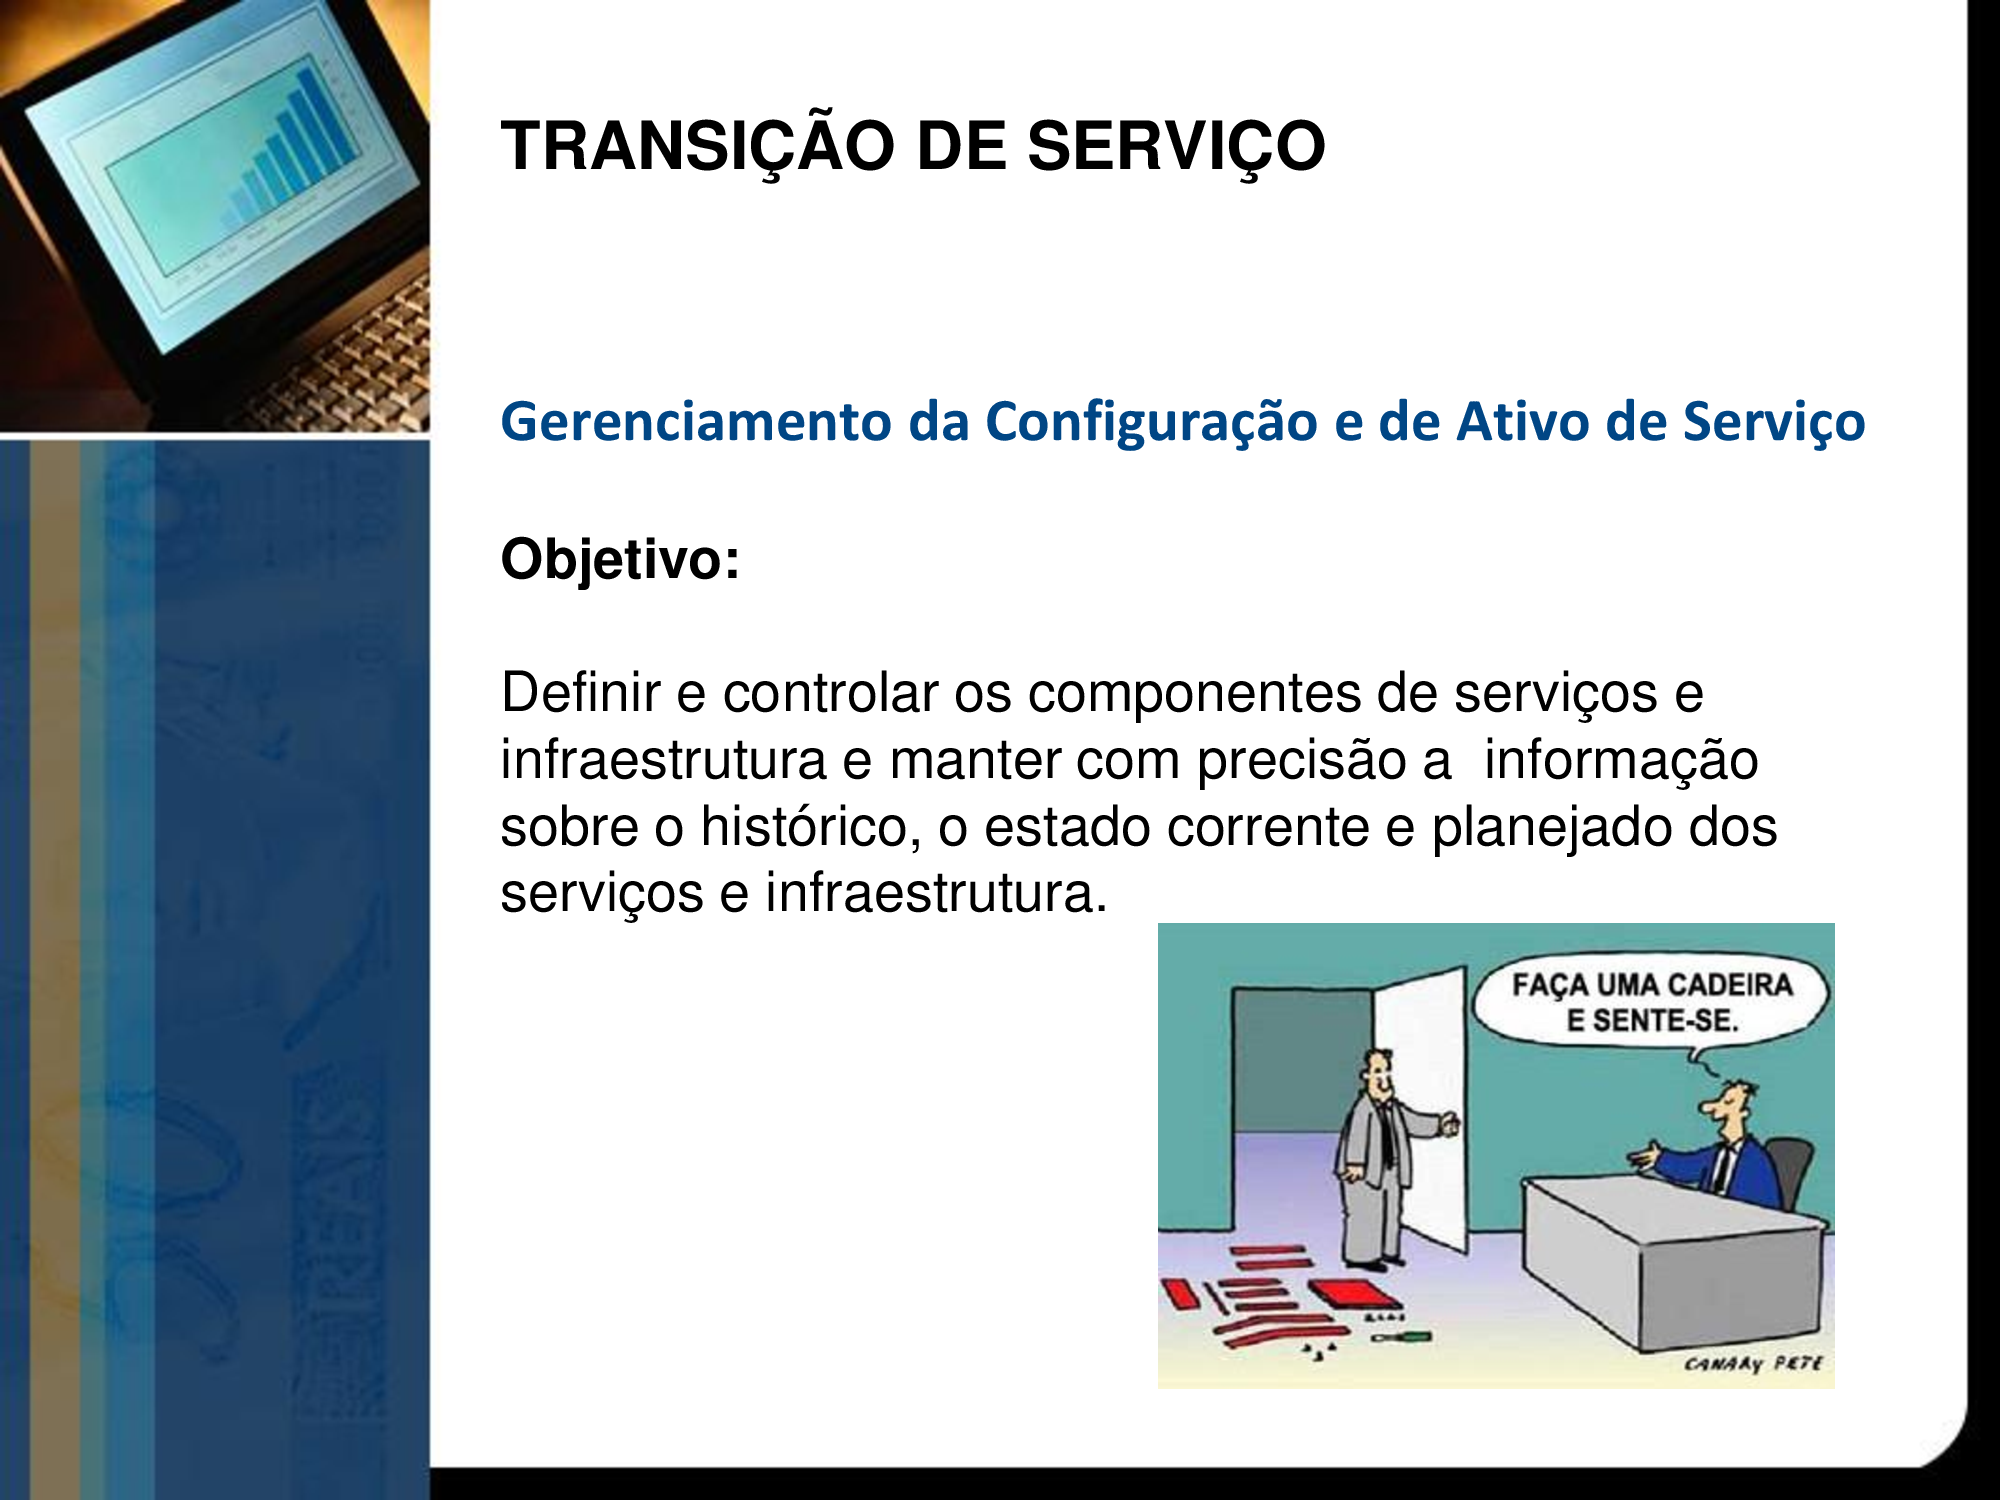 TRANSIÇÃO DE SERVIÇO
Gerenciamento da Configuração e de Ativo de Serviço
Objetivo:
Definir e controlar os componentes de serviços e
infraestrutura e manter com precisão a  informação
sobre o histórico, o estado corrente e planejado dos
serviços e infraestrutura.
FAÇA UMA CADEIRA
E SENTE-SE.
CANARY PETE
REAIS